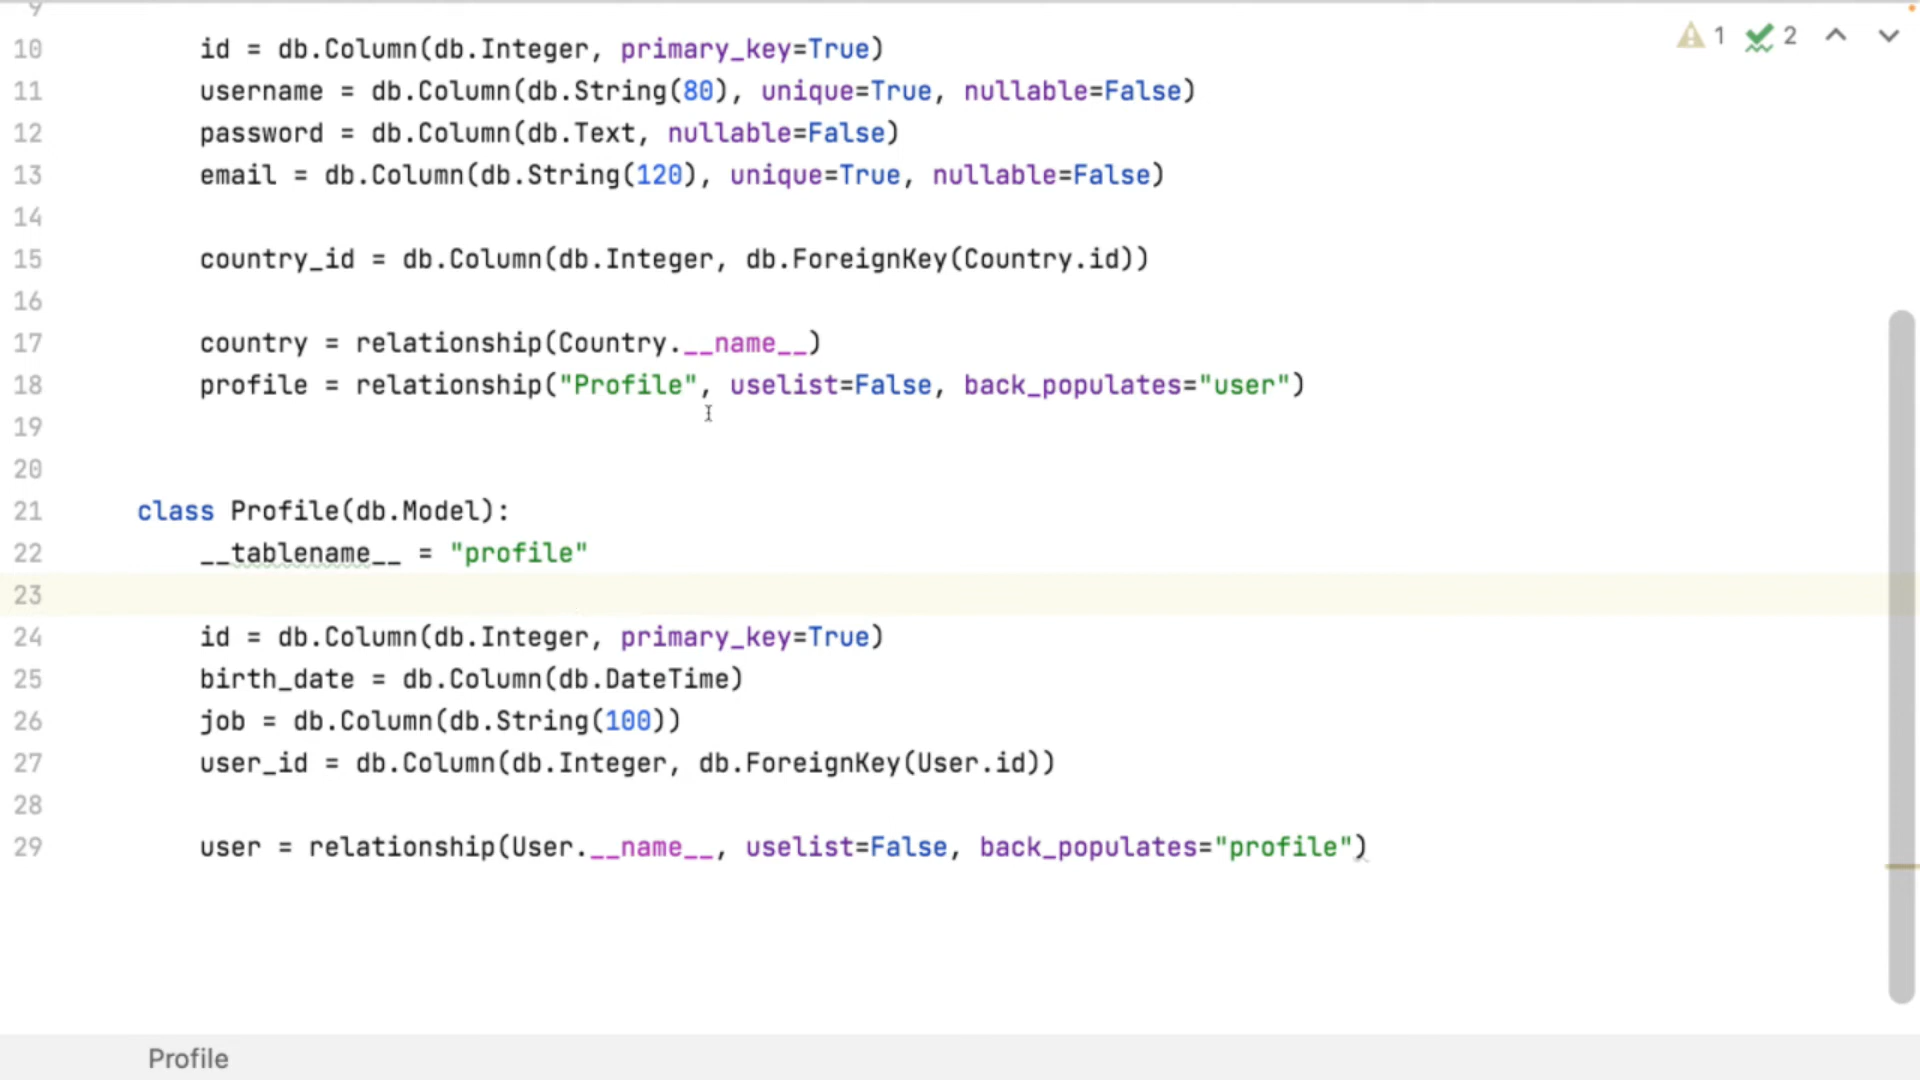 9
1 2
10 id = db.Column(db.Integer, primary_key=True)
11 username = db.Column(db.String(80), unique=True, nullable=False)
12 password = db.Column(db.Text, nullable=False)
13 email = db.Column(db.String(120), unique=True, nullable=False)
14
15 country_id = db.Column(db.Integer, db.ForeignKey(Country.id))
16
17 country = relationship(Country.__name__)
18 profile = relationship("Profile", uselist=False, back_populates="user")
19
20
21 class Profile(db.Model):
22 __tablename__ = "profile"
23
24 id = db.Column(db.Integer, primary_key=True)
25 birth_date = db.Column(db.DateTime)
26 job = db.Column(db.String(100))
27 user_id = db.Column(db.Integer, db.ForeignKey(User.id))
28
29 user = relationship(User.__name__, uselist=False, back_populates="profile")
Profile